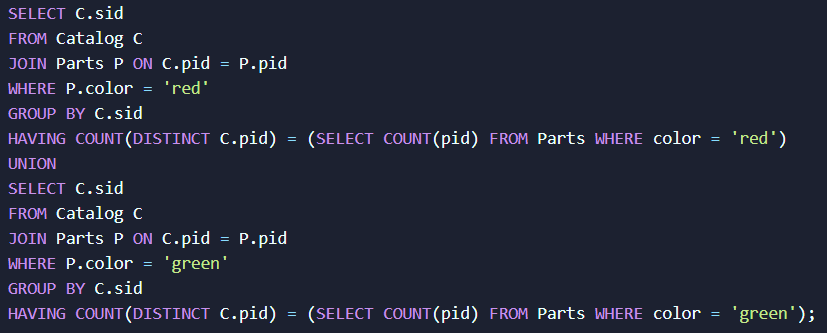 SELECT C.sid
FROM Catalog C
JOIN Parts P ON C.pid = P.pid
WHERE P.color = 'red'
GROUP BY C.sid
HAVING COUNT(DISTINCT C.pid) = (SELECT COUNT(pid) FROM Parts WHERE color = 'red')
UNION
SELECT C.sid
FROM Catalog C
JOIN Parts P ON C.pid = P.pid
WHERE P.color = 'green'
GROUP BY C.sid
HAVING COUNT(DISTINCT C.pid) = (SELECT COUNT(pid) FROM Parts WHERE color = 'green');